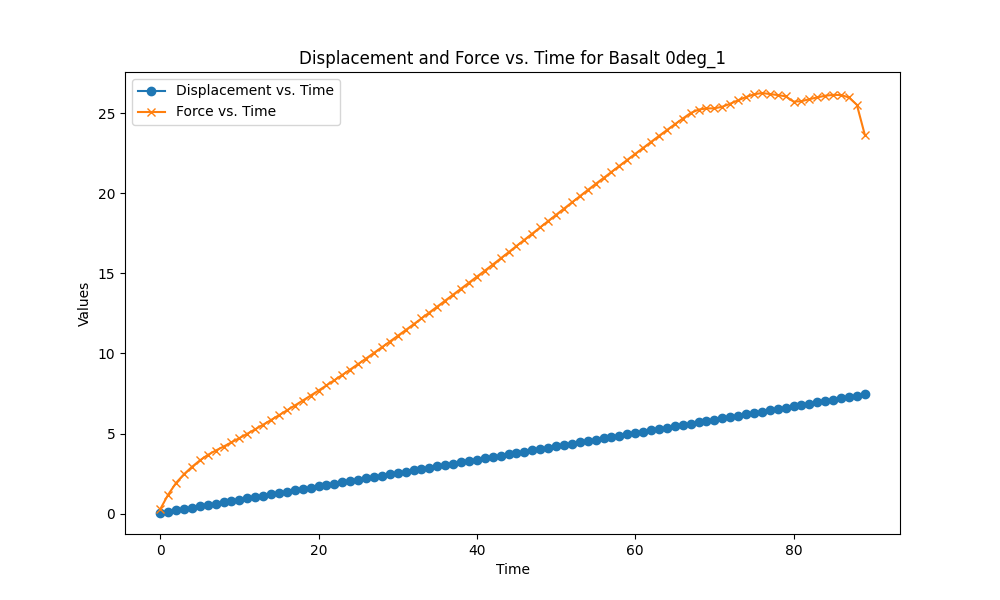 Displacement and Force vs. Time for Basalt 0deg_1
Displacement vs. Time
Force vs. Time
25
20
15
10
5
0
Values
0 20 40 60 80
Time